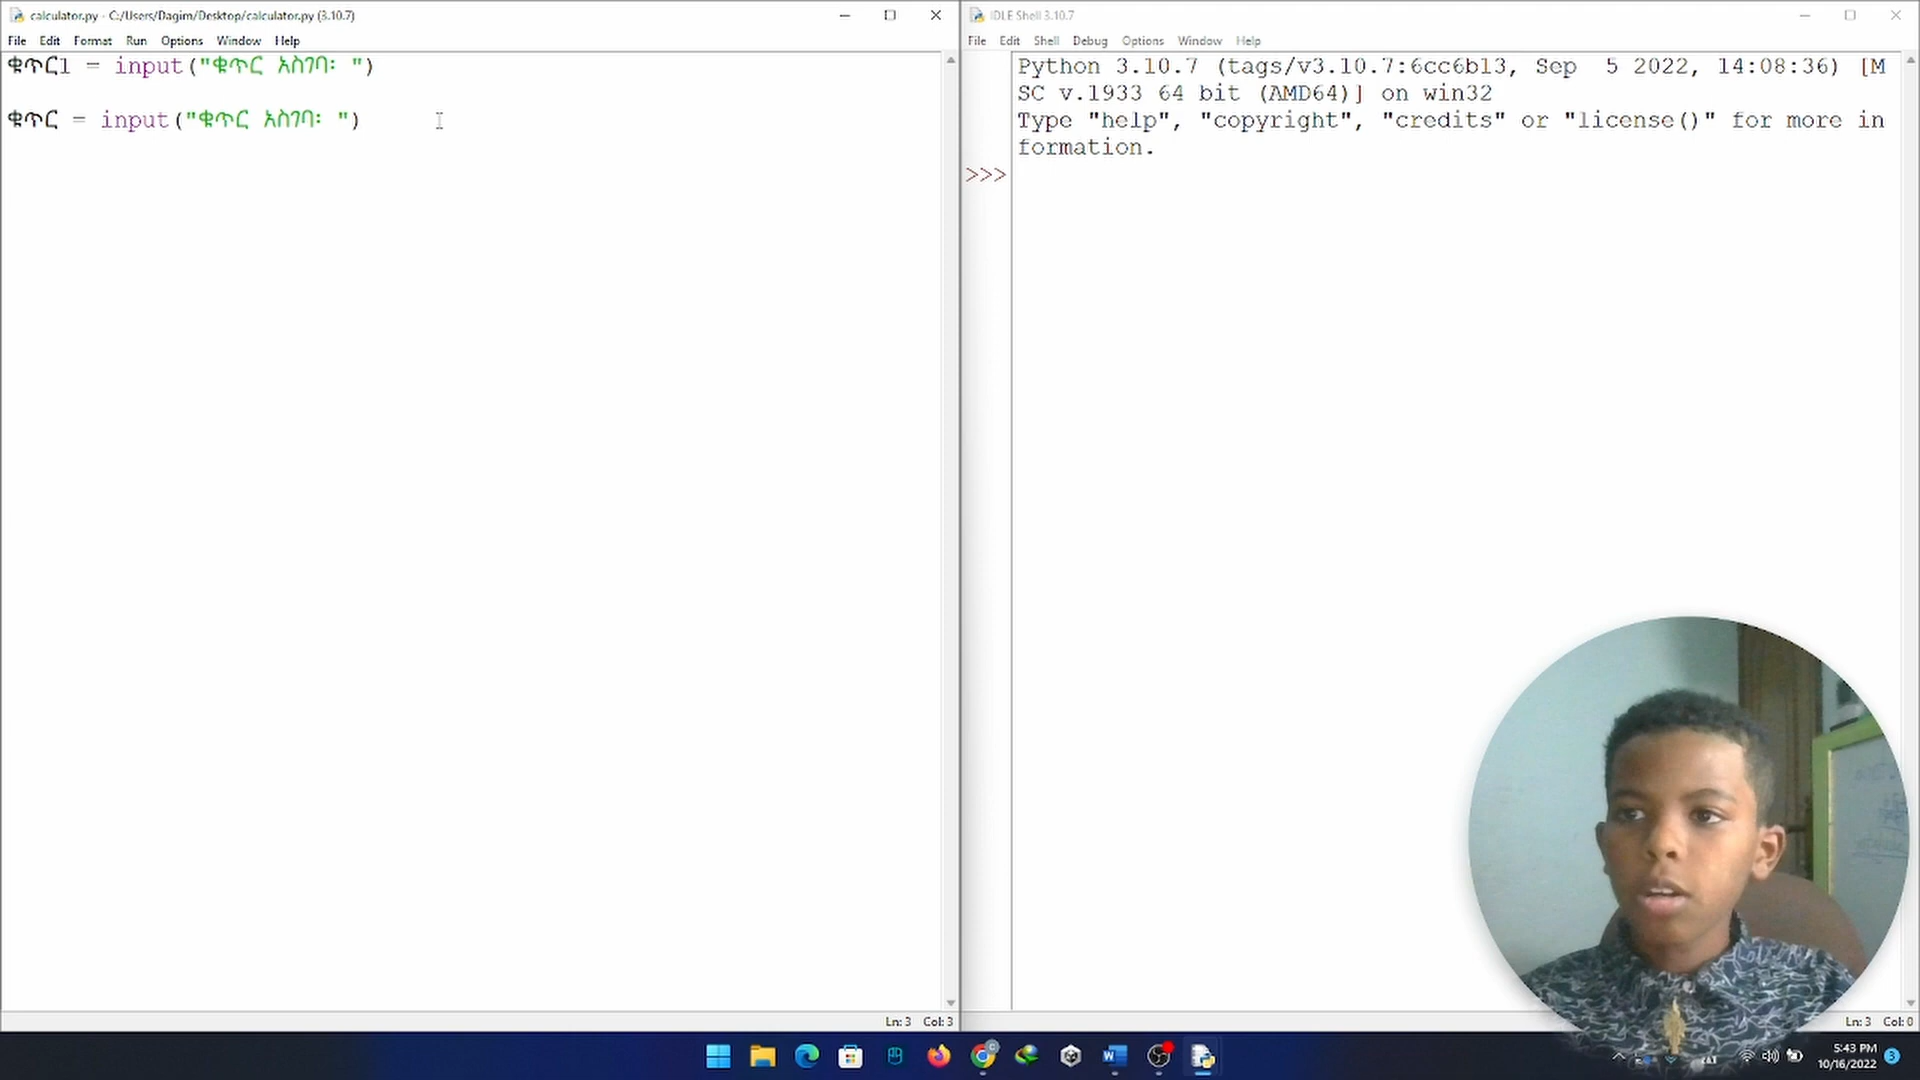 calculator.py - C:/Users/Dagim/Desktop/calculator.py (3.10.7)
File Edit Format Run Options Window Help
ቁጥር1 = input("ቁጥር አስገባ፡ ")
ቁጥር = input("ቁጥር አስገባ፡ ")
Ln: 3 Col: 3
IDLE Shell 3.10.7
File Edit Shell Debug Options Window Help
Python 3.10.7 (tags/v3.10.7:6cc6b13, Sep  5 2022, 14:08:36) [M
SC v.1933 64 bit (AMD64)] on win32
Type "help", "copyright", "credits" or "license()" for more in
formation.
>>>
Ln: 3 Col: 0
5:43 PM
10/16/2022
3